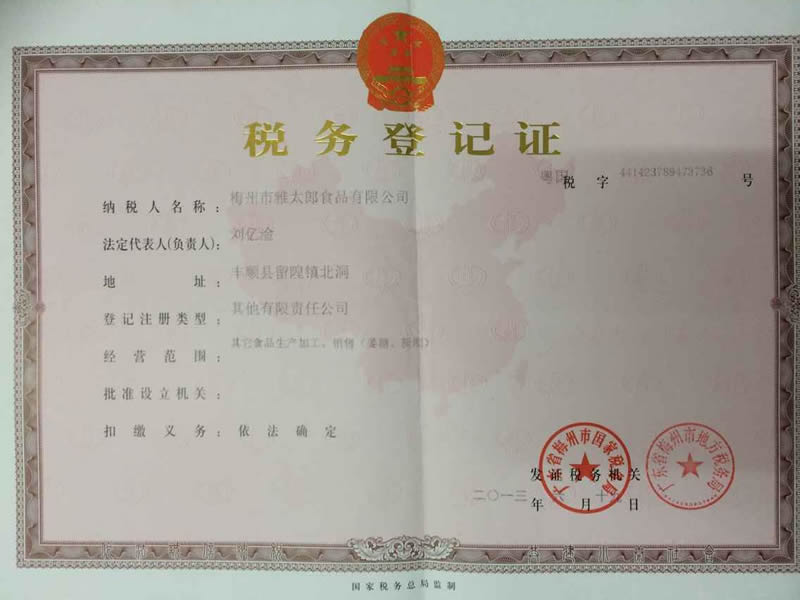 税务登记证
粤国 税 字 441423789473736 号
纳税人名称： 梅州市雅太郎食品有限公司
法定代表人(负责人)： 刘亿渝
地 址： 丰顺县留隍镇北洞
登记注册类型： 其他有限责任公司
经营范围： 其它食品生产加工、销售（姜糖、
批准设立机关：
扣缴义务： 依法确定
广东省梅州市国家税务局
广东省梅州市地方税务局
发证税务机关
二〇一三年 月十 日
国家税务总局监制